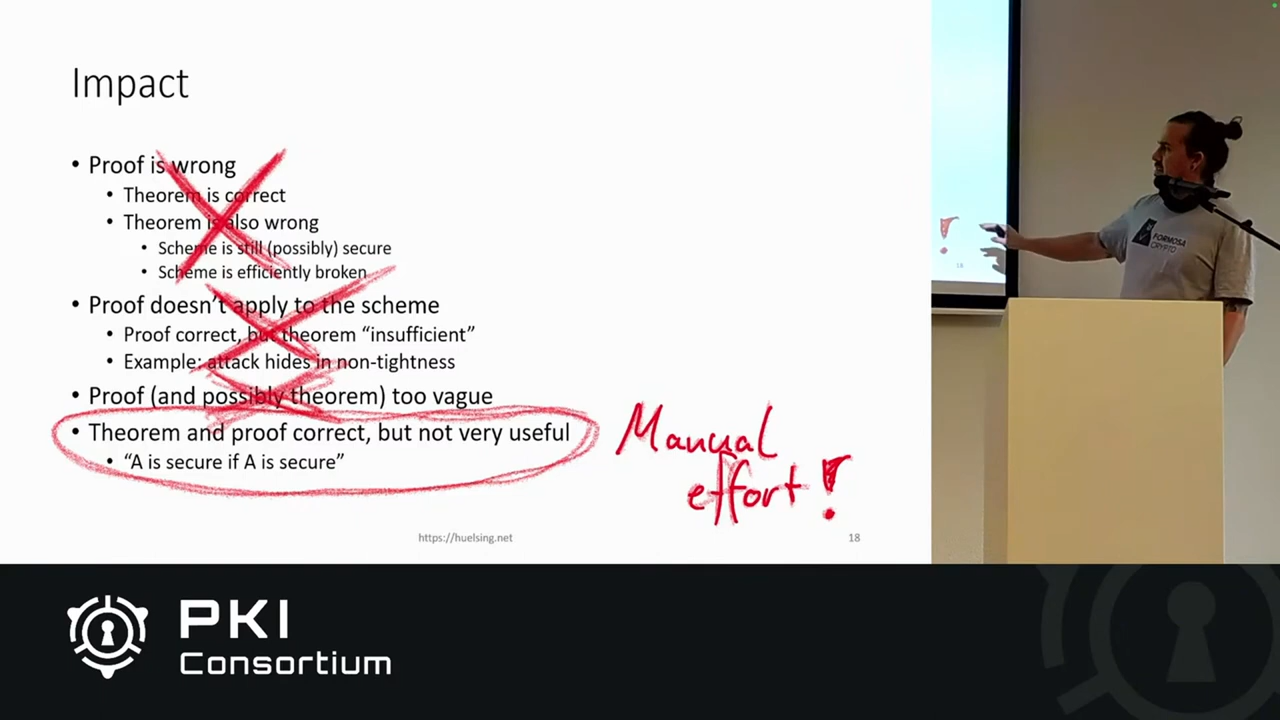 Impact
• Proof is wrong
• Theorem is correct
• Theorem is also wrong
• Scheme is still (possibly) secure
• Scheme is efficiently broken
• Proof doesn't apply to the scheme
• Proof correct, but theorem “insufficient”
• Example: attack hides in non-tightness
• Proof (and possibly theorem) too vague
• Theorem and proof correct, but not very useful
• “A is secure if A is secure”
Manual
effort!
https://huelsing.net
18
!
18
FORMOSA
CRYPTO
PKI
Consortium